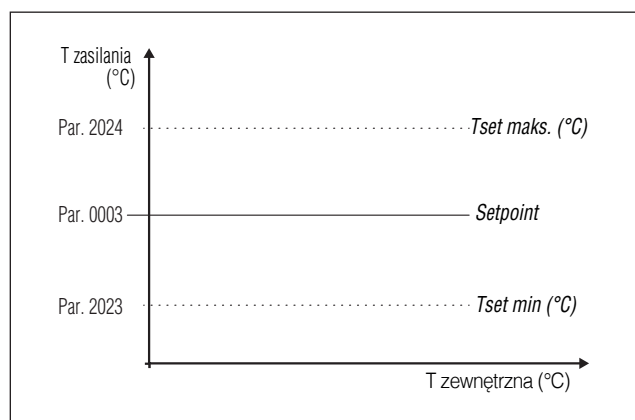 T zasilania
(°C)
Par. 2024
Tset maks. (°C)
Par. 0003
Setpoint
Par. 2023
Tset min (°C)
T zewnętrzna (°C)